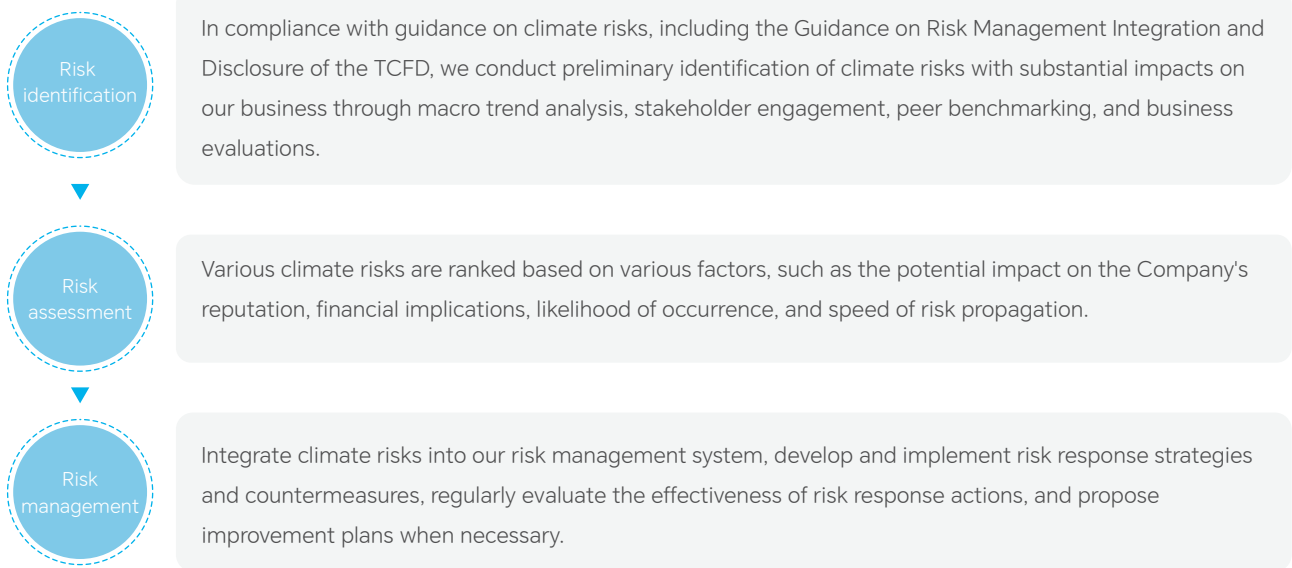 Risk
identification
In compliance with guidance on climate risks, including the Guidance on Risk Management Integration and
Disclosure of the TCFD, we conduct preliminary identification of climate risks with substantial impacts on
our business through macro trend analysis, stakeholder engagement, peer benchmarking, and business
evaluations.
Risk
assessment
Various climate risks are ranked based on various factors, such as the potential impact on the Company's
reputation, financial implications, likelihood of occurrence, and speed of risk propagation.
Risk
management
Integrate climate risks into our risk management system, develop and implement risk response strategies
and countermeasures, regularly evaluate the effectiveness of risk response actions, and propose
improvement plans when necessary.